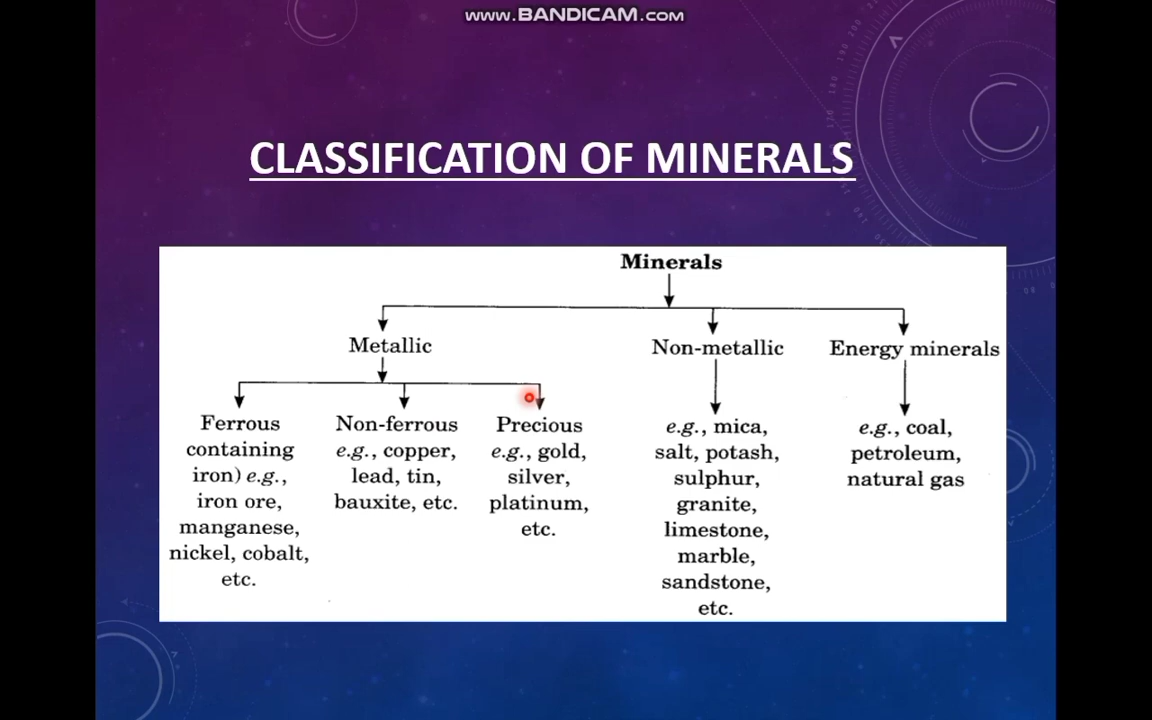 www.BANDICAM.com
CLASSIFICATION OF MINERALS
Minerals
Metallic
Non-metallic
Energy minerals
Ferrous
containing
iron) e.g.,
iron ore,
manganese,
nickel, cobalt,
etc.
Non-ferrous
e.g., copper,
lead, tin,
bauxite, etc.
Precious
e.g., gold,
silver,
platinum,
etc.
e.g., mica,
salt, potash,
sulphur,
granite,
limestone,
marble,
sandstone,
etc.
e.g., coal,
petroleum,
natural gas